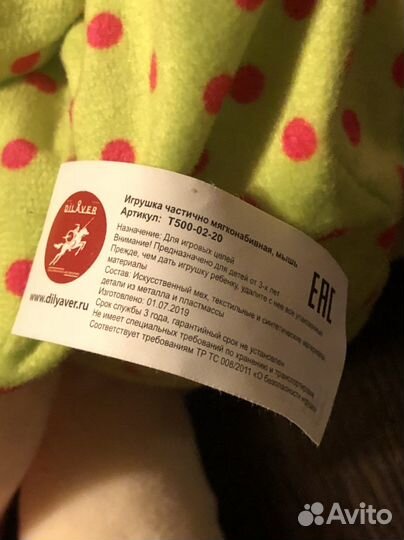 DILAVER
www.dilayer.ru
Игрушка частично мягконабивная, мышь
Артикул: T500-02-20
Назначение: Для игровых целей
Внимание! Предназначено для детей от 3-х лет
Прежде, чем дать игрушку ребенку, удалите с нее все упаковочные
материалы
Состав: Искусственный мех, текстильные и синтетические материалы,
детали из металла и пластмассы
Изготовлено: 01.07.2019
Срок службы 3 года, гарантийный срок не установлен
Не имеет специальных требований по хранению и транспортировке
Соответствует требованиям ТР ТС 008/2011 «О безопасности игрушек»
EAC
Avito